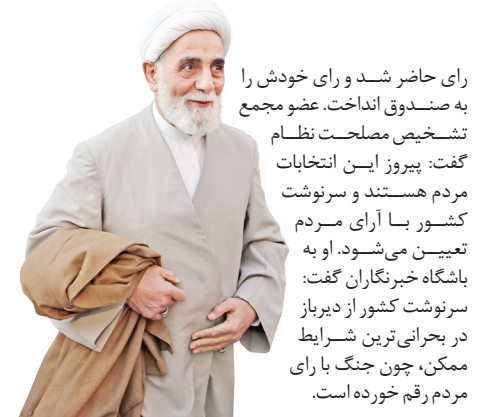 رای حاضر شد و رای خودش را
به صندوق انداخت. عضو مجمع
تشخیص مصلحت نظام
گفت: پیروز این انتخابات
مردم هستند و سرنوشت
کشور با آرای مردم
تعیین می‌شود. او به
باشگاه خبرنگاران گفت:
سرنوشت کشور از دیرباز
در بحرانی‌ترین شرایط
ممکن، چون جنگ با رای
مردم رقم خورده است.